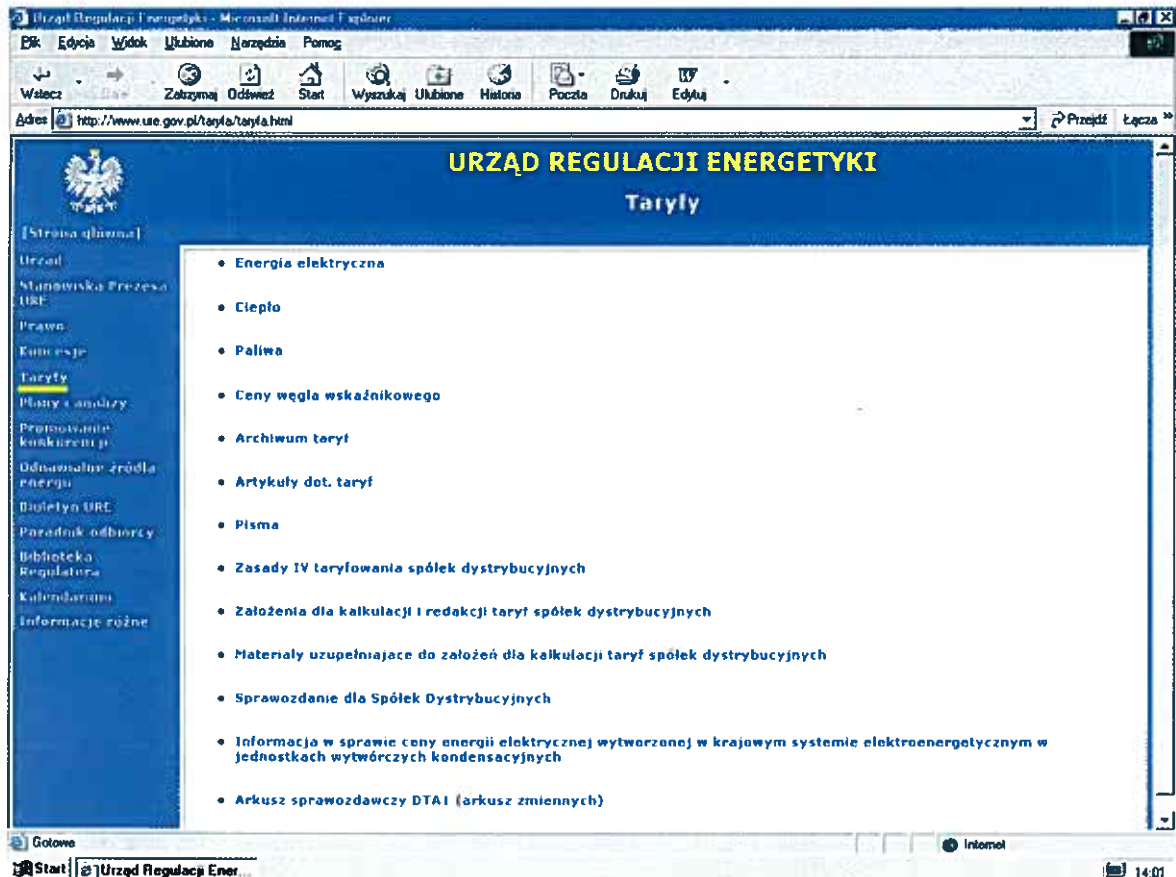 Urząd Regulacji Energetyki - Microsoft Internet Explorer
Plik Edycja Widok Ulubione Narzędzia Pomoc
Wstecz Zatrzymaj Odśwież Start Wyszukaj Ulubione Historia Poczta Drukuj Edytuj
Adres http://www.ure.gov.pl/taryfa/taryfa.html Przejdź Łącza »
URZĄD REGULACJI ENERGETYKI
Taryfy
[Strona główna]
Urząd
Stanowiska Prezesa
URE
Prawo
Koncesje
Taryfy
Plany i analizy
Promowanie
konkurencji
Odnawialne źródła
energii
Biuletyn URE
Poradnik odbiorcy
Biblioteka
Regulatora
Kalendarium
Informacje różne
• Energia elektryczna
• Ciepło
• Paliwa
• Ceny węgla wskaźnikowego
• Archiwum taryf
• Artykuły dot. taryf
• Pisma
• Zasady IV taryfowania spółek dystrybucyjnych
• Założenia dla kalkulacji i redakcji taryf spółek dystrybucyjnych
• Materiały uzupełniajace do założeń dla kalkulacji taryf spółek dystrybucyjnych
• Sprawozdanie dla Spółek Dystrybucyjnych
• Informacja w sprawie ceny energii elektrycznej wytworzonej w krajowym systemie elektroenergetycznym w
jednostkach wytwórczych kondensacyjnych
• Arkusz sprawozdawczy DTA1 (arkusz zmiennych)
Gotowe Internet
Start Urząd Regulacji Ener... 14:01